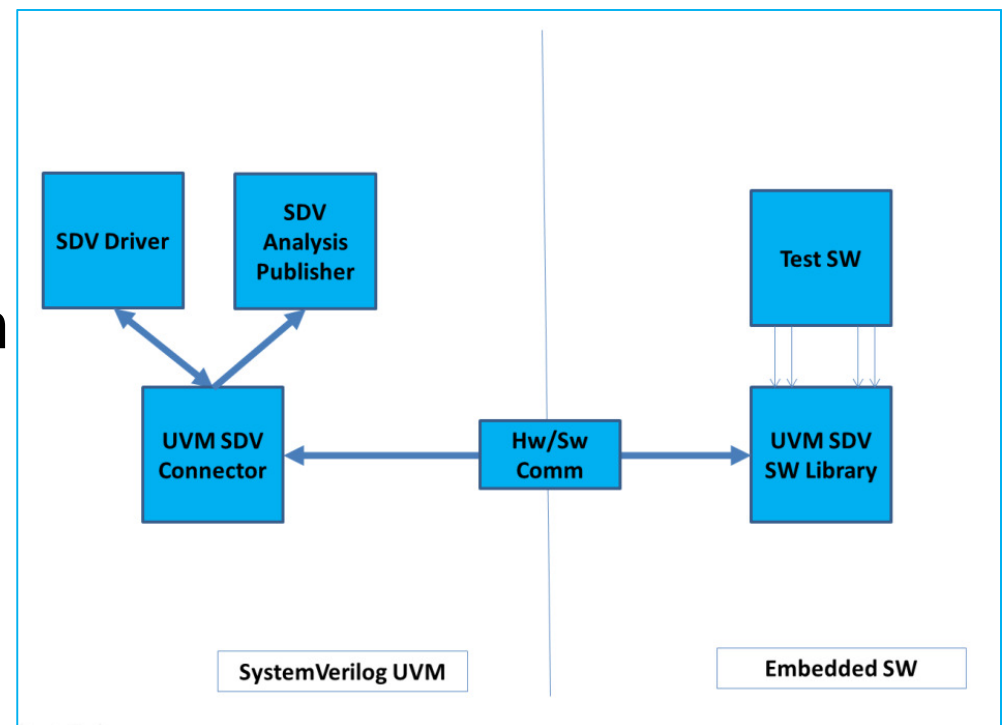 SDV Driver
SDV
Analysis
Publisher
Test SW
UVM SDV
Connector
Hw/Sw
Comm
UVM SDV
SW Library
SystemVerilog UVM
Embedded SW